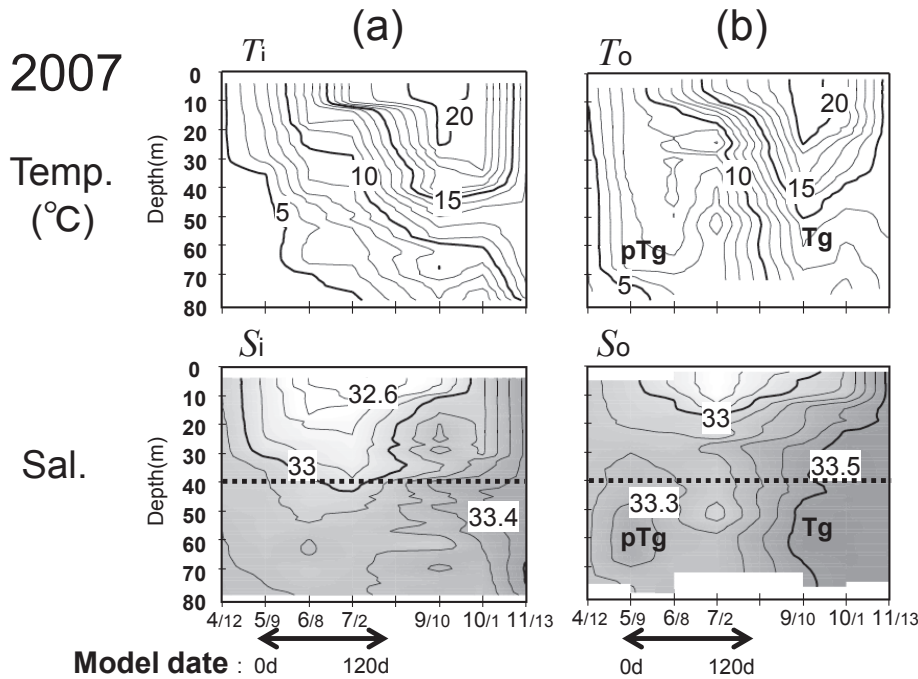 (a) (b)
2007
Ti To
Temp.
(°C)
Depth(m)
0
10
20
30
40
50
60
70
80
20
10
15
5
20
10
15
pTg
Tg
5
Si So
Sal.
Depth(m)
0
10
20
30
40
50
60
70
80
32.6
33
33.4
33
33.5
33.3
pTg
Tg
4/12 5/9 6/8 7/2 9/10 10/1 11/13
4/12 5/9 6/8 7/2 9/10 10/1 11/13
Model date : 0d 120d 0d 120d